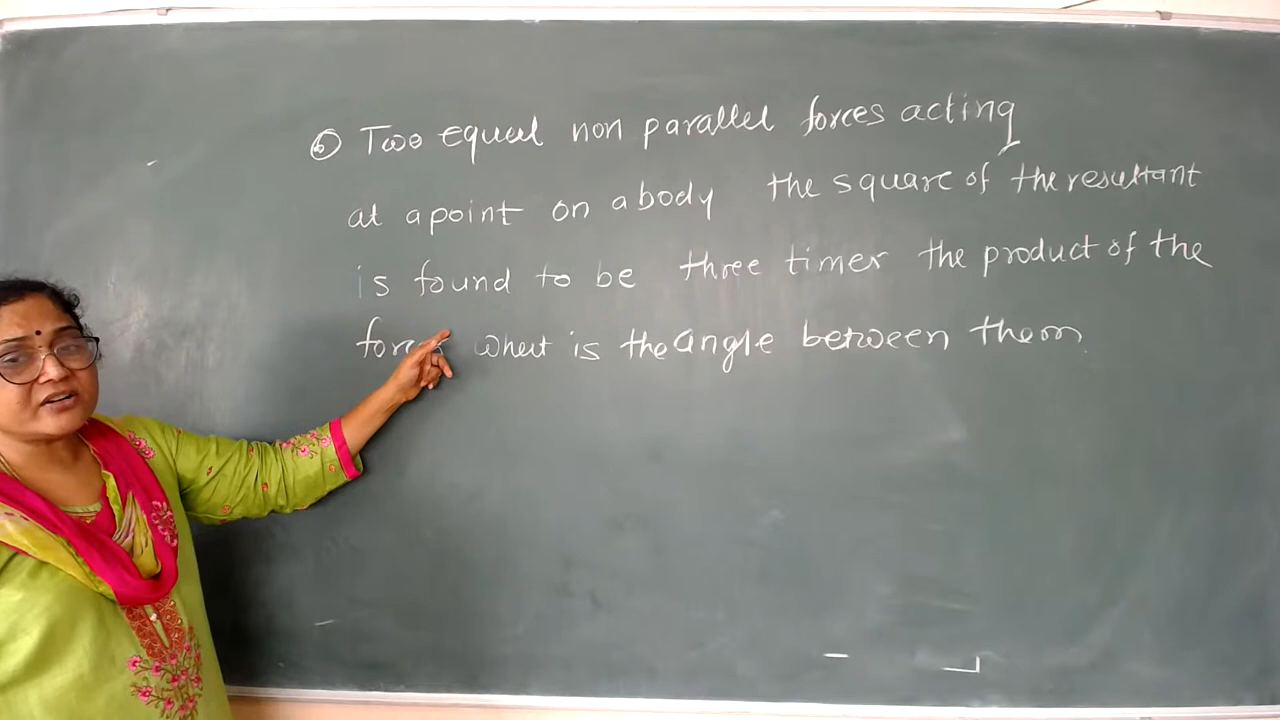 ⑥ Two equal non parallel forces acting
at a point on a body the square of the resultant
is found to be three times the product of the
what is the angle between them.